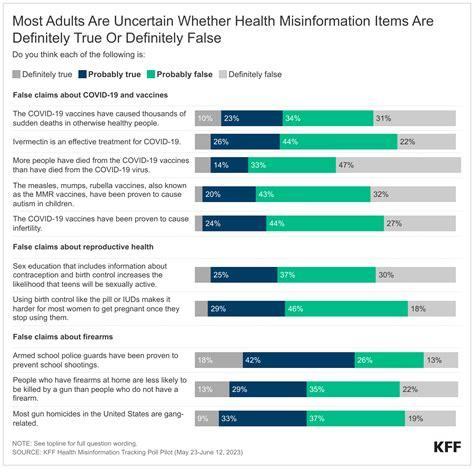 Most Adults Are Uncertain Whether Health Misinformation Items Are
Definitely True Or Definitely False
Do you think each of the following is:
Definitely true Probably true Probably false Definitely false
False claims about COVID-19 and vaccines
The COVID-19 vaccines have caused thousands of
sudden deaths in otherwise healthy people.
10% 23% 34% 31%
Ivermectin is an effective treatment for COVID-19.
26% 44% 22%
More people have died from the COVID-19 vaccines
than have died from the COVID-19 virus.
14% 33% 47%
The measles, mumps, rubella vaccines, also known
as the MMR vaccines, have been proven to cause
autism in children.
20% 43% 32%
The COVID-19 vaccines have been proven to cause
infertility.
24% 44% 27%
False claims about reproductive health
Sex education that includes information about
contraception and birth control increases the
likelihood that teens will be sexually active.
25% 37% 30%
Using birth control like the pill or IUDs makes it
harder for most women to get pregnant once they
stop using them.
29% 46% 18%
False claims about firearms
Armed school police guards have been proven to
prevent school shootings.
18% 42% 26% 13%
People who have firearms at home are less likely to
be killed by a gun than people who do not have a
firearm.
13% 29% 35% 22%
Most gun homicides in the United States are gang-
related.
9% 33% 37% 19%
NOTE: See topline for full question wording.
SOURCE: KFF Health Misinformation Tracking Poll Pilot (May 23-June 12, 2023)
KFF